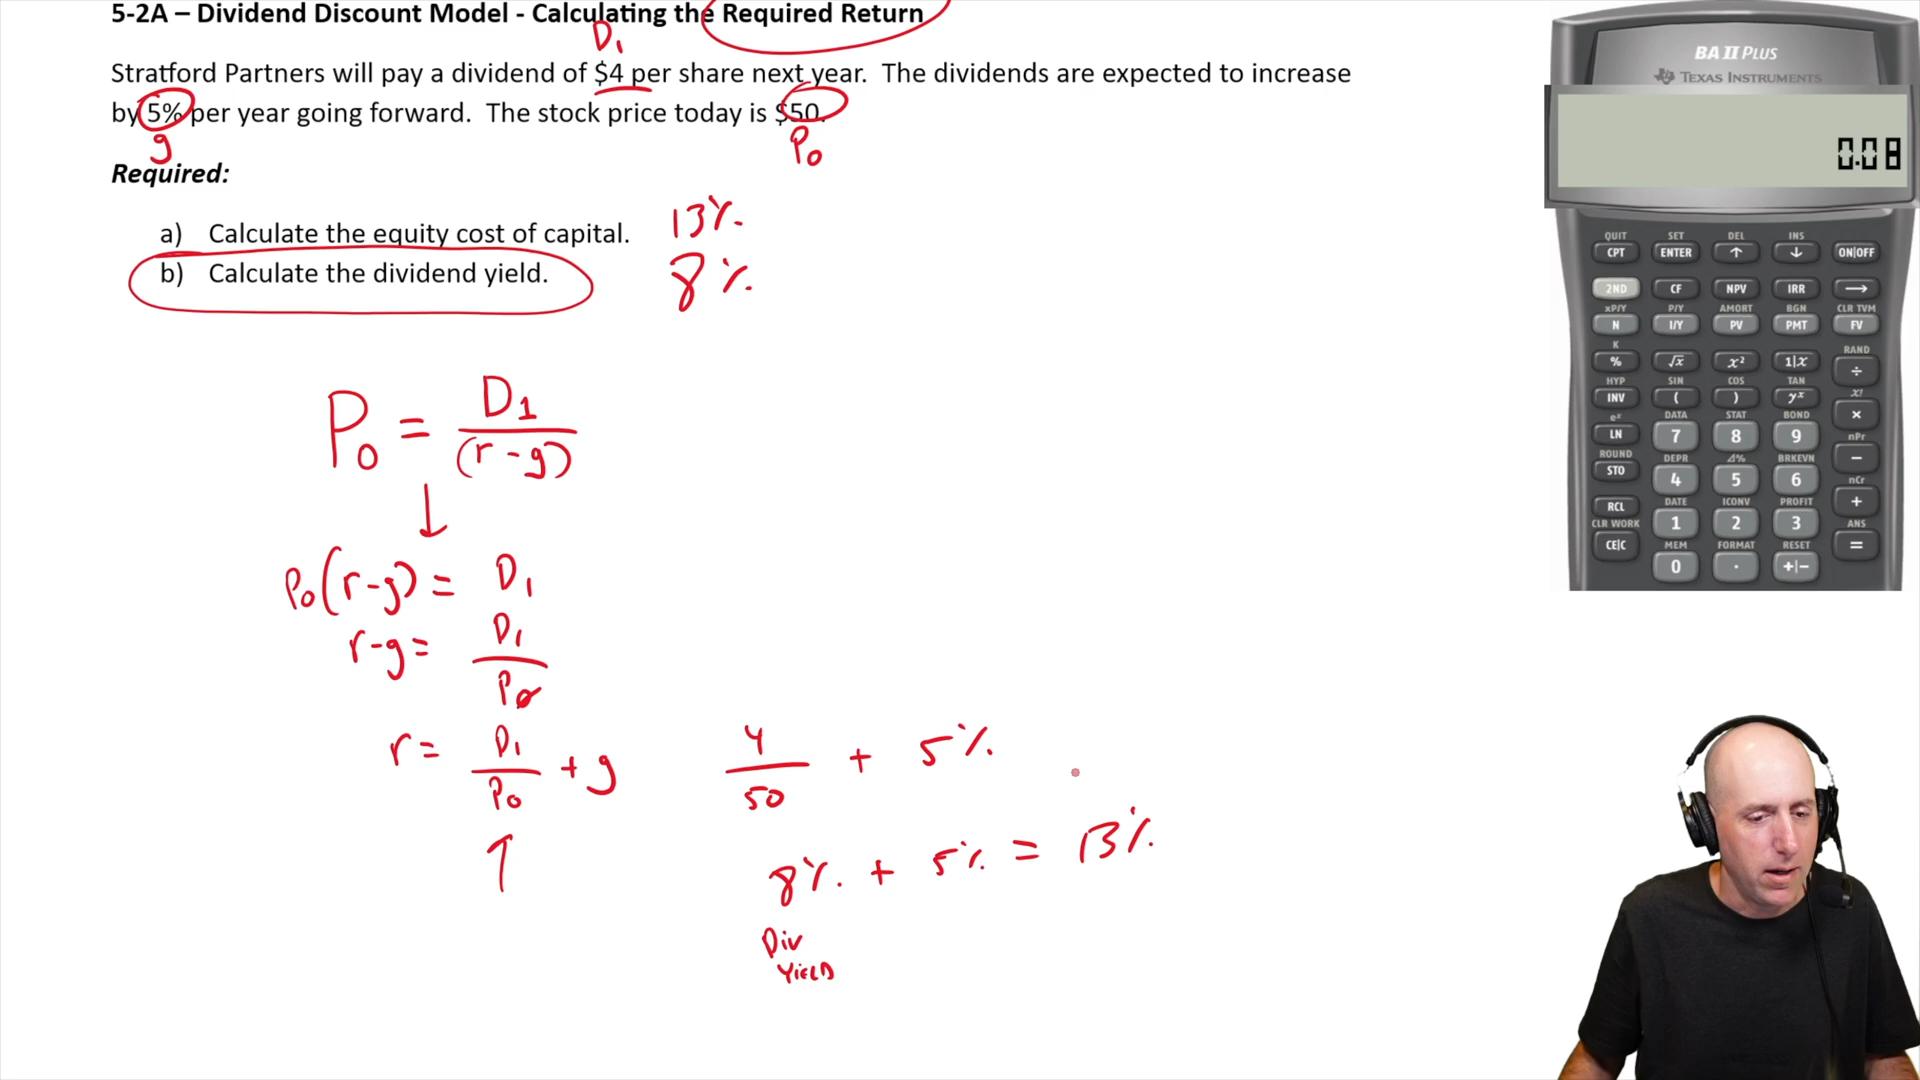 5-2A – Dividend Discount Model - Calculating the Required Return
D1
Stratford Partners will pay a dividend of $4 per share next year. The dividends are expected to increase
by 5% per year going forward. The stock price today is $50.
g
P0
Required:
a) Calculate the equity cost of capital. 13%
b) Calculate the dividend yield. 8%
P0 = D1 / (r - g)
P0(r-g) = D1
r-g = D1 / P0
r = D1 / P0 + g
4 / 50 + 5%
8% + 5% = 13%
Div
YIELD
BA II PLUS
TEXAS INSTRUMENTS
0.08
QUIT SET DEL INS
CPT ENTER ↑ ↓ ON|OFF
2ND CF NPV IRR →
xP/Y P/Y AMORT BGN CLR TVM
N I/Y PV PMT FV
K RAND
% √x x² 1|x ÷
HYP SIN COS TAN x!
INV ( ) yˣ ×
eˣ DATA STAT BOND nPr
LN 7 8 9 −
ROUND DEPR Δ% BRKEVN nCr
STO 4 5 6 +
DATE ICONV PROFIT ANS
RCL 1 2 3 =
CLR WORK MEM FORMAT RESET
CE|C 0 . +|−